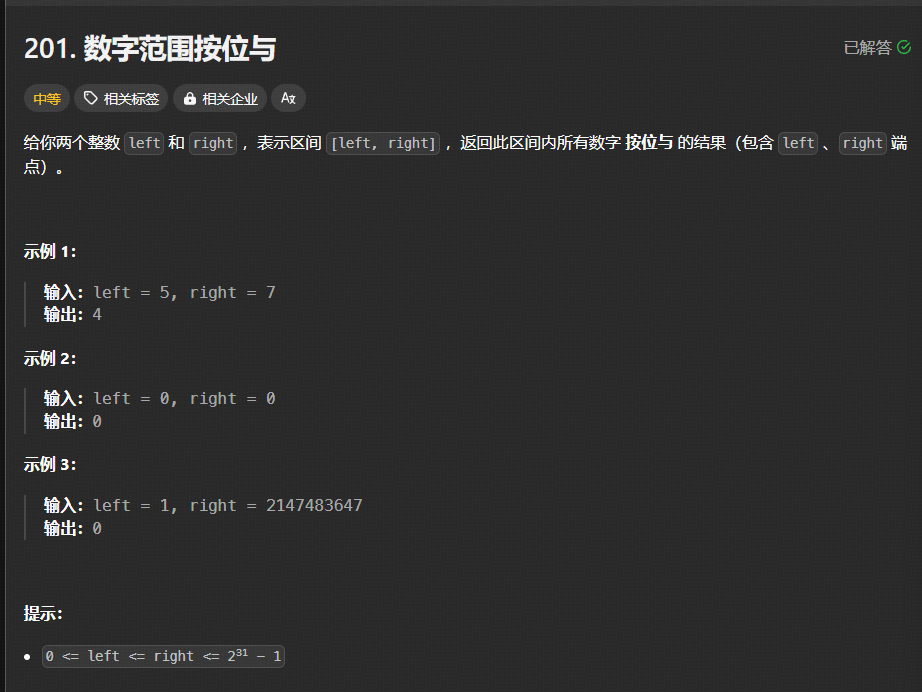 201. 数字范围按位与
已解答
中等 相关标签 相关企业 Ax
给你两个整数 left 和 right ，表示区间 [left, right] ，返回此区间内所有数字 按位与 的结果（包含 left 、right 端
点）。
示例 1：
输入：left = 5, right = 7
输出：4
示例 2：
输入：left = 0, right = 0
输出：0
示例 3：
输入：left = 1, right = 2147483647
输出：0
提示：
• 0 <= left <= right <= 2³¹ - 1